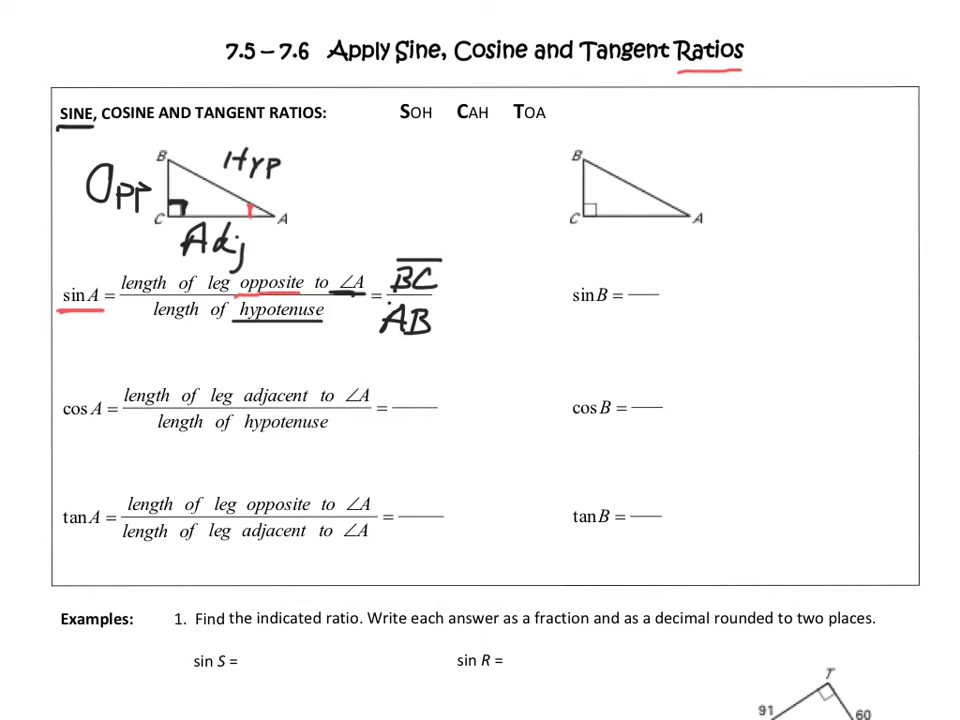 7.5 – 7.6 Apply Sine, Cosine and Tangent Ratios
SINE, COSINE AND TANGENT RATIOS: SOH CAH TOA
B Hyp B
Opp
C A C A
Adj
sin A = length of leg opposite to ∠A / length of hypotenuse = BC / AB sin B =
cos A = length of leg adjacent to ∠A / length of hypotenuse = cos B =
tan A = length of leg opposite to ∠A / length of leg adjacent to ∠A = tan B =
Examples: 1. Find the indicated ratio. Write each answer as a fraction and as a decimal rounded to two places.
sin S = sin R =
T
91 60